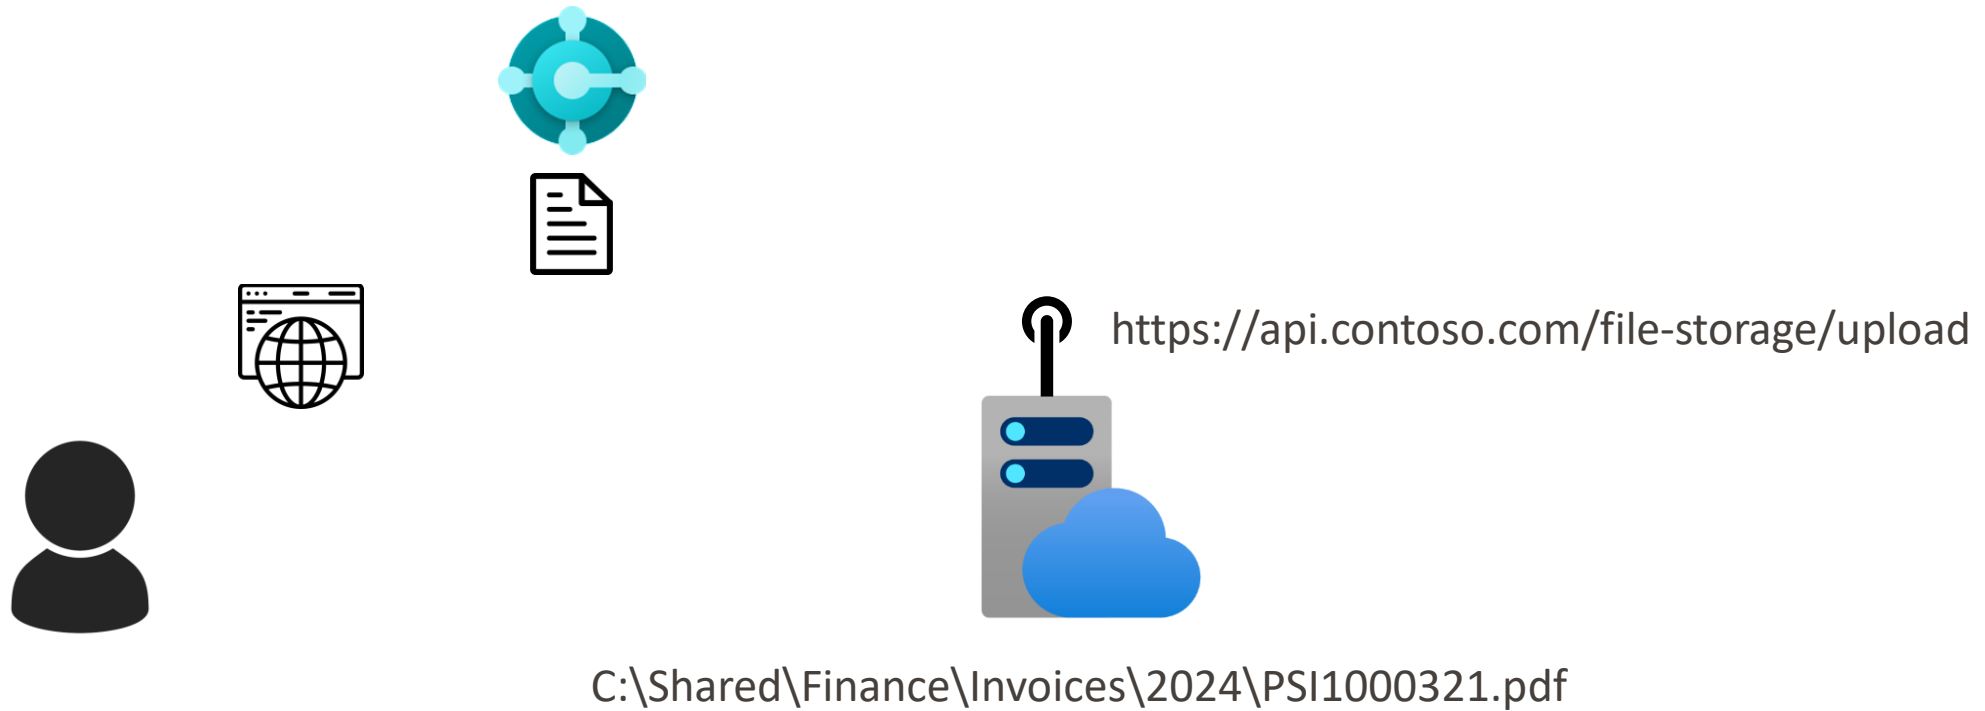 https://api.contoso.com/file-storage/upload
C:\Shared\Finance\Invoices\2024\PSI1000321.pdf